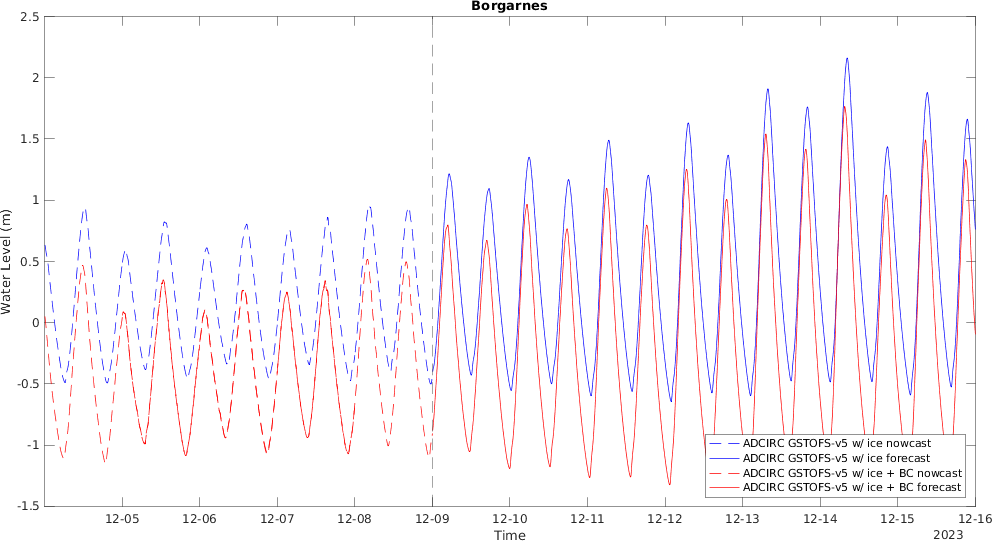 Borgarnes
2.5
2
1.5
1
0.5
0
-0.5
-1
-1.5
Water Level (m)
12-05 12-06 12-07 12-08 12-09 12-10 12-11 12-12 12-13 12-14 12-15 12-16
Time
2023
ADCIRC GSTOFS-v5 w/ ice nowcast
ADCIRC GSTOFS-v5 w/ ice forecast
ADCIRC GSTOFS-v5 w/ ice + BC nowcast
ADCIRC GSTOFS-v5 w/ ice + BC forecast